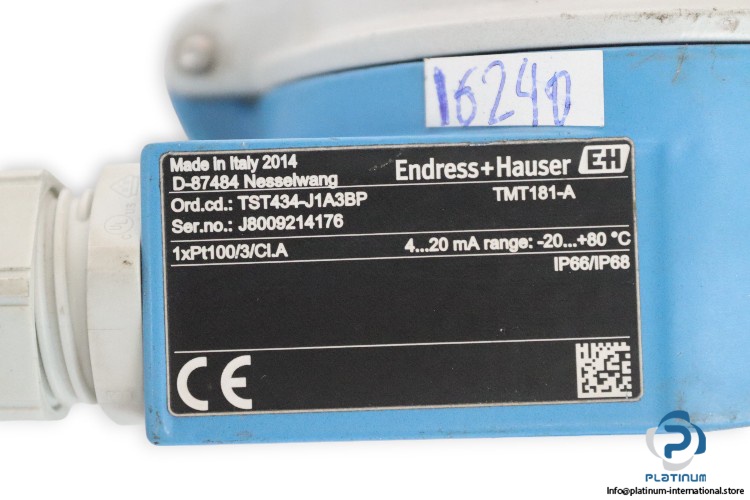 16240
Made in Italy 2014
D-87484 Nesselwang
Endress+Hauser EH
Ord.cd.: TST434-J1A3BP
TMT181-A
Ser.no.: J8009214176
1xPt100/3/Cl.A
4...20 mA range: -20...+80 °C
IP66/IP68
CE
PLATINUM
Info@platinum-international.store